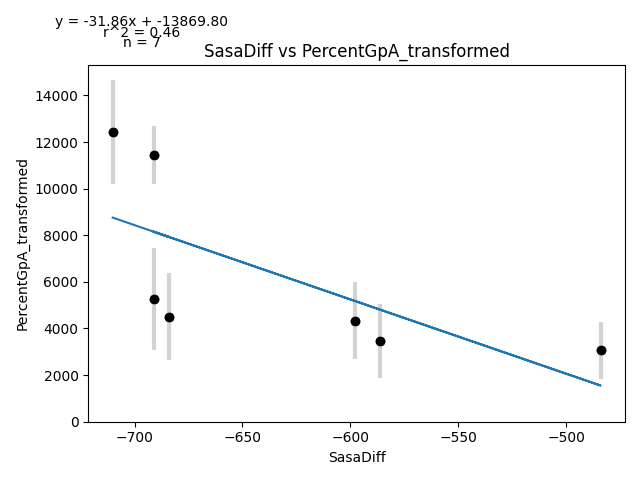 y = -31.86x + -13869.80
r^2 = 0.46
n = 7
SasaDiff vs PercentGpA_transformed
PercentGpA_transformed
14000
12000
10000
8000
6000
4000
2000
0
−700
−650
−600
−550
−500
SasaDiff